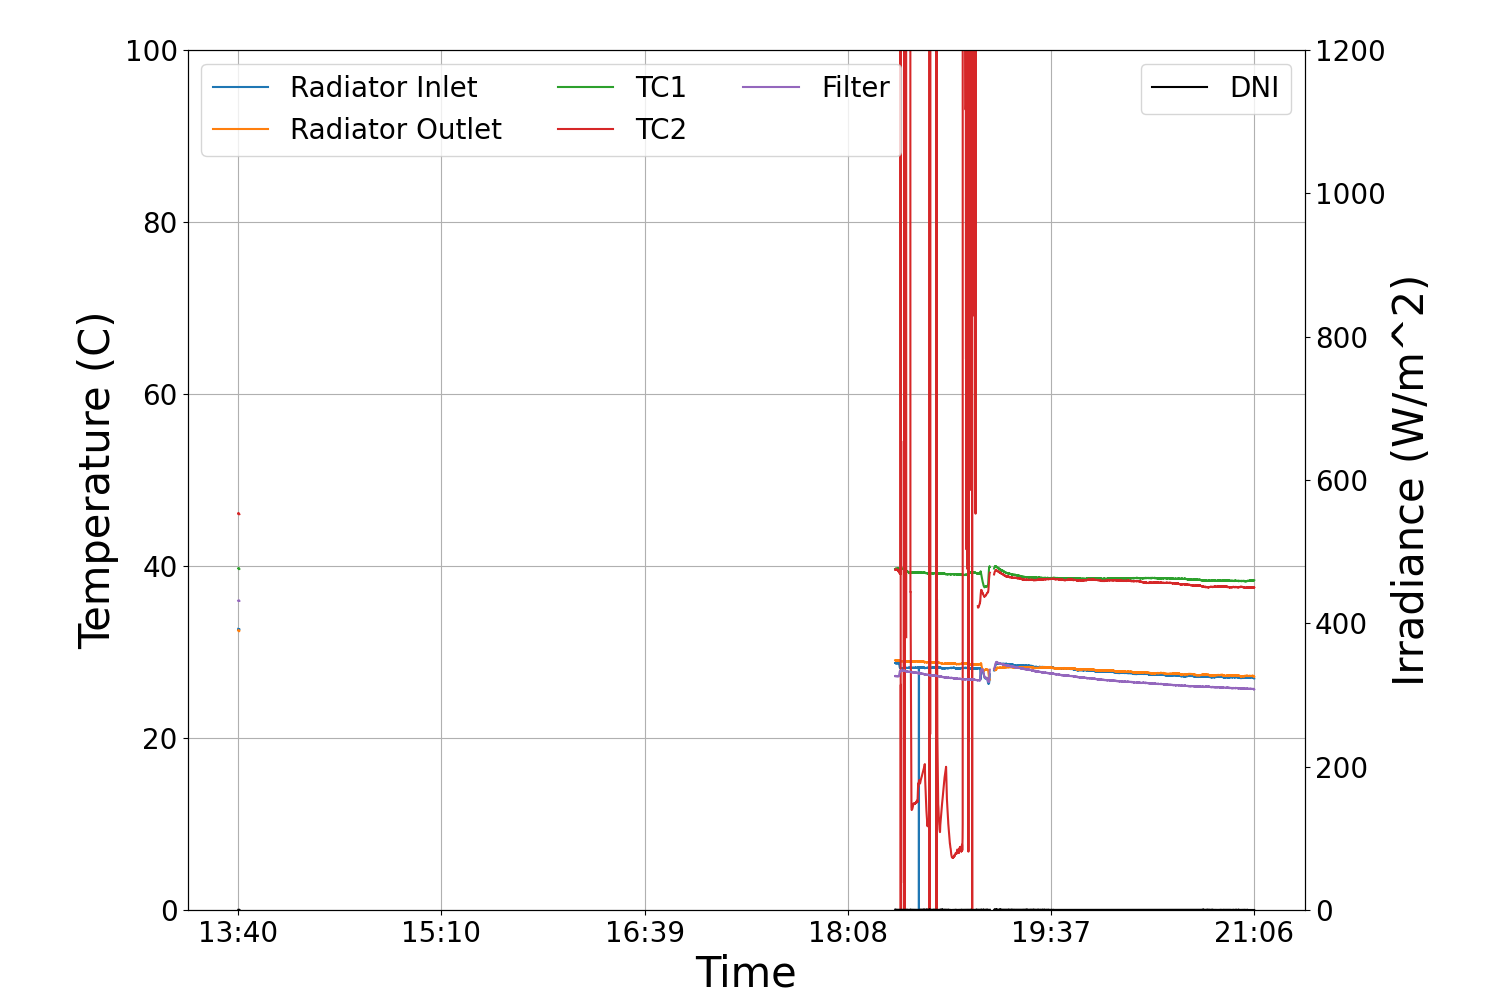 100
80
60
40
20
0
Temperature (C)
Radiator Inlet
Radiator Outlet
TC1
TC2
Filter
DNI
1200
1000
800
600
400
200
0
Irradiance (W/m^2)
13:40 15:10 16:39 18:08 19:37 21:06
Time